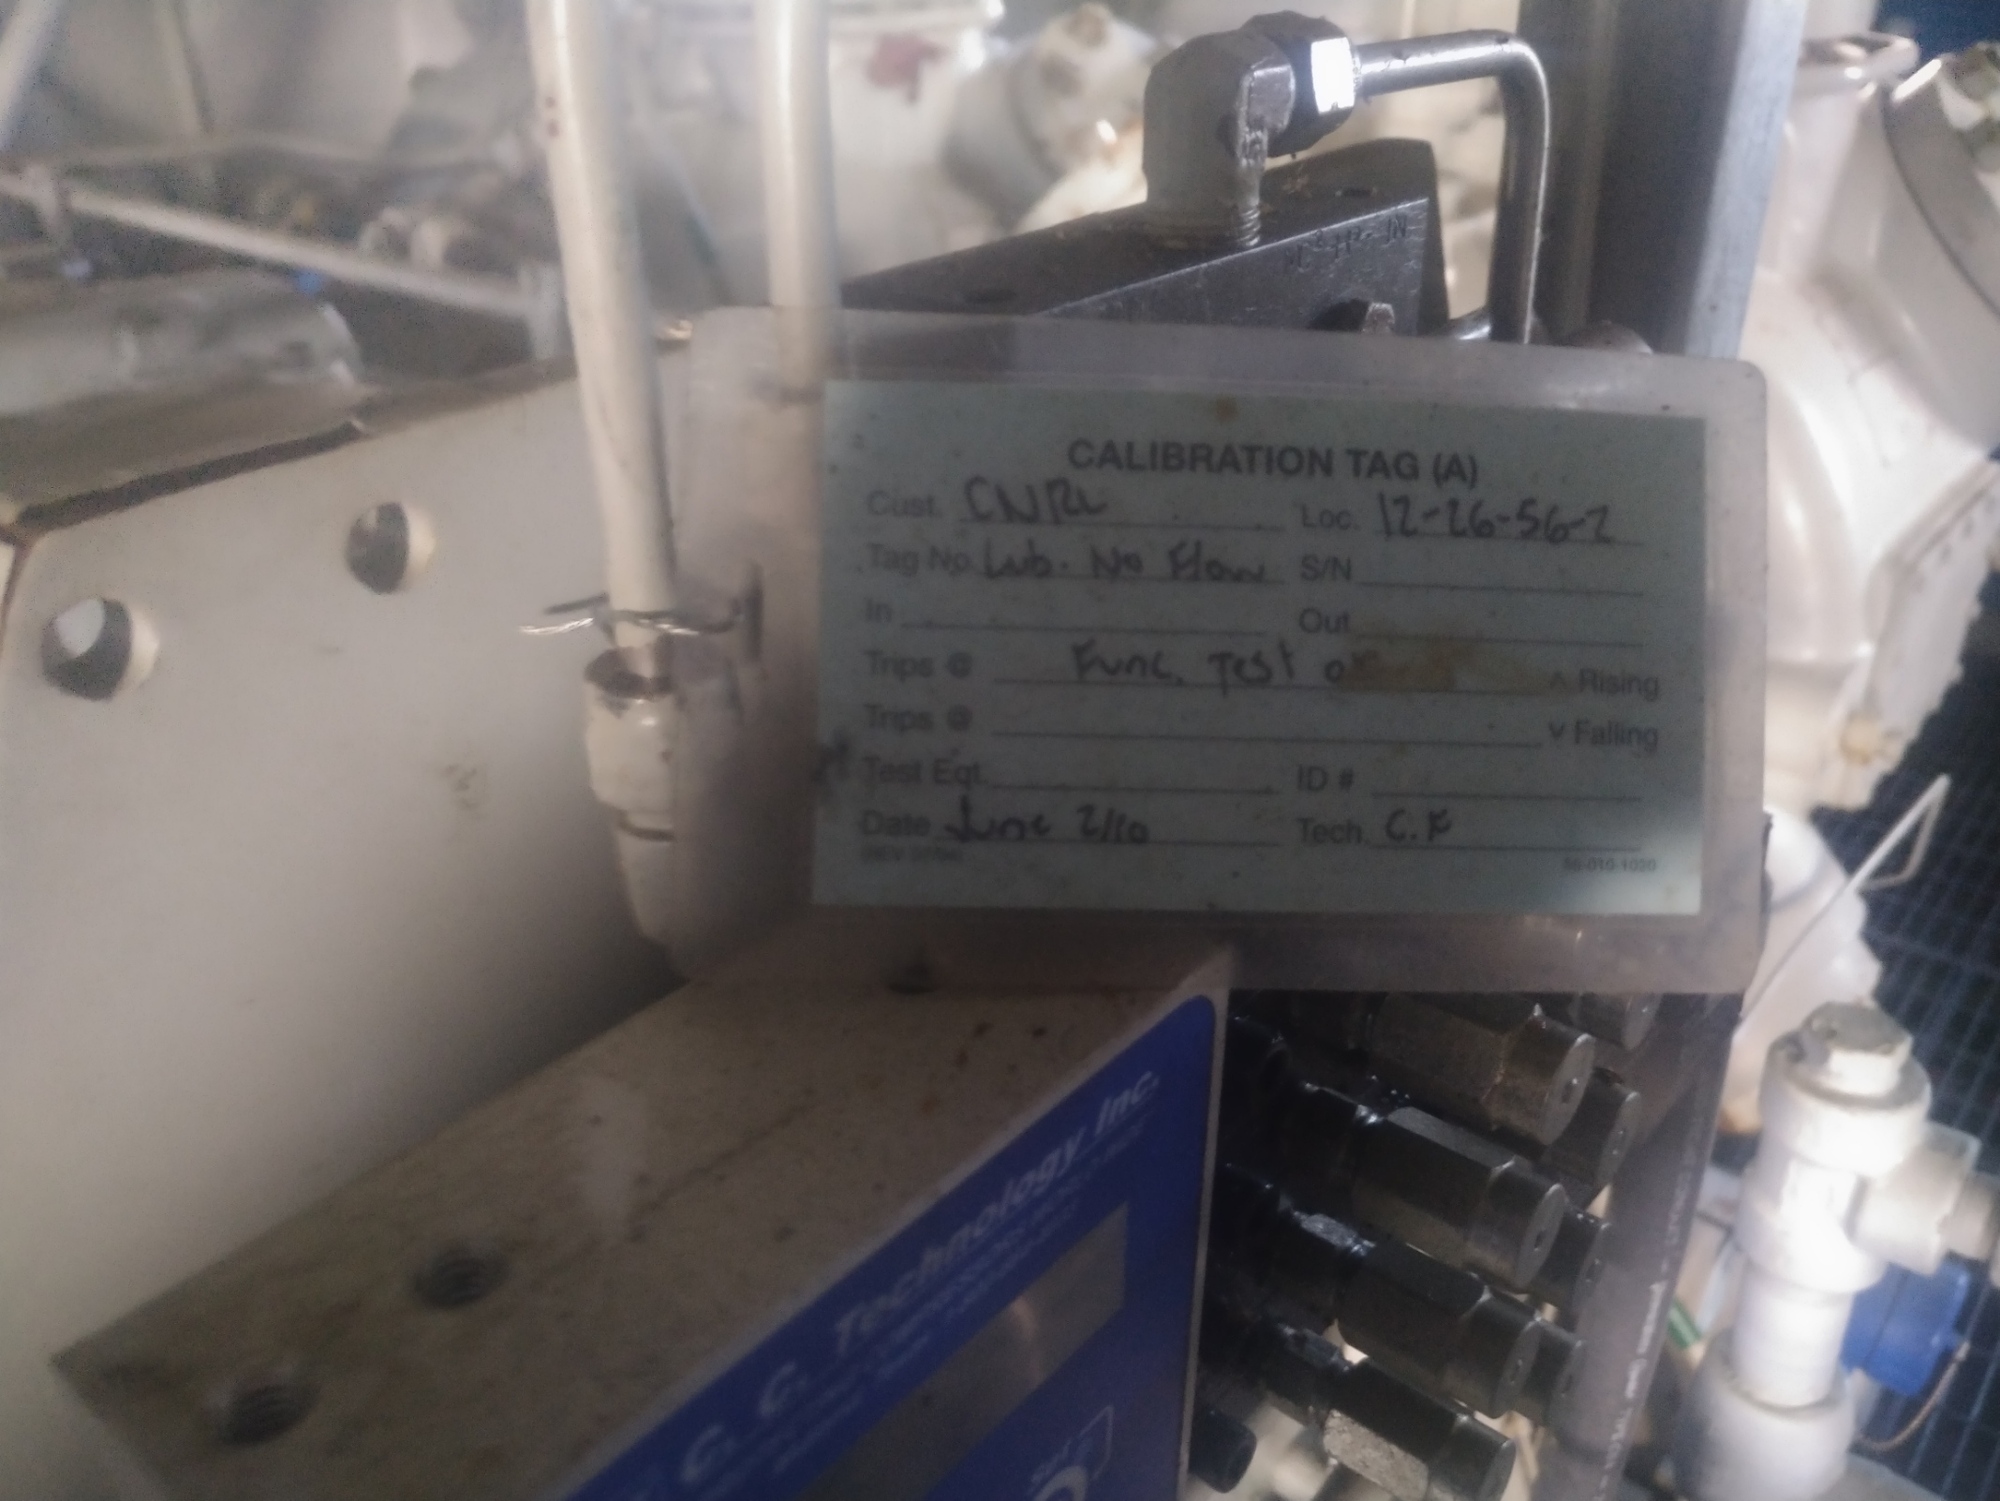 CALIBRATION TAG (A)
Cust. CNRL Loc. 12-26-56-2
Tag No. Lub. No Flow S/N
In Out
Trips @ Func. Test OK ^ Rising
Trips @ v Falling
Test Eqt. ID #
Date June 2/10 Tech. C.F
C. C. Technology Inc.